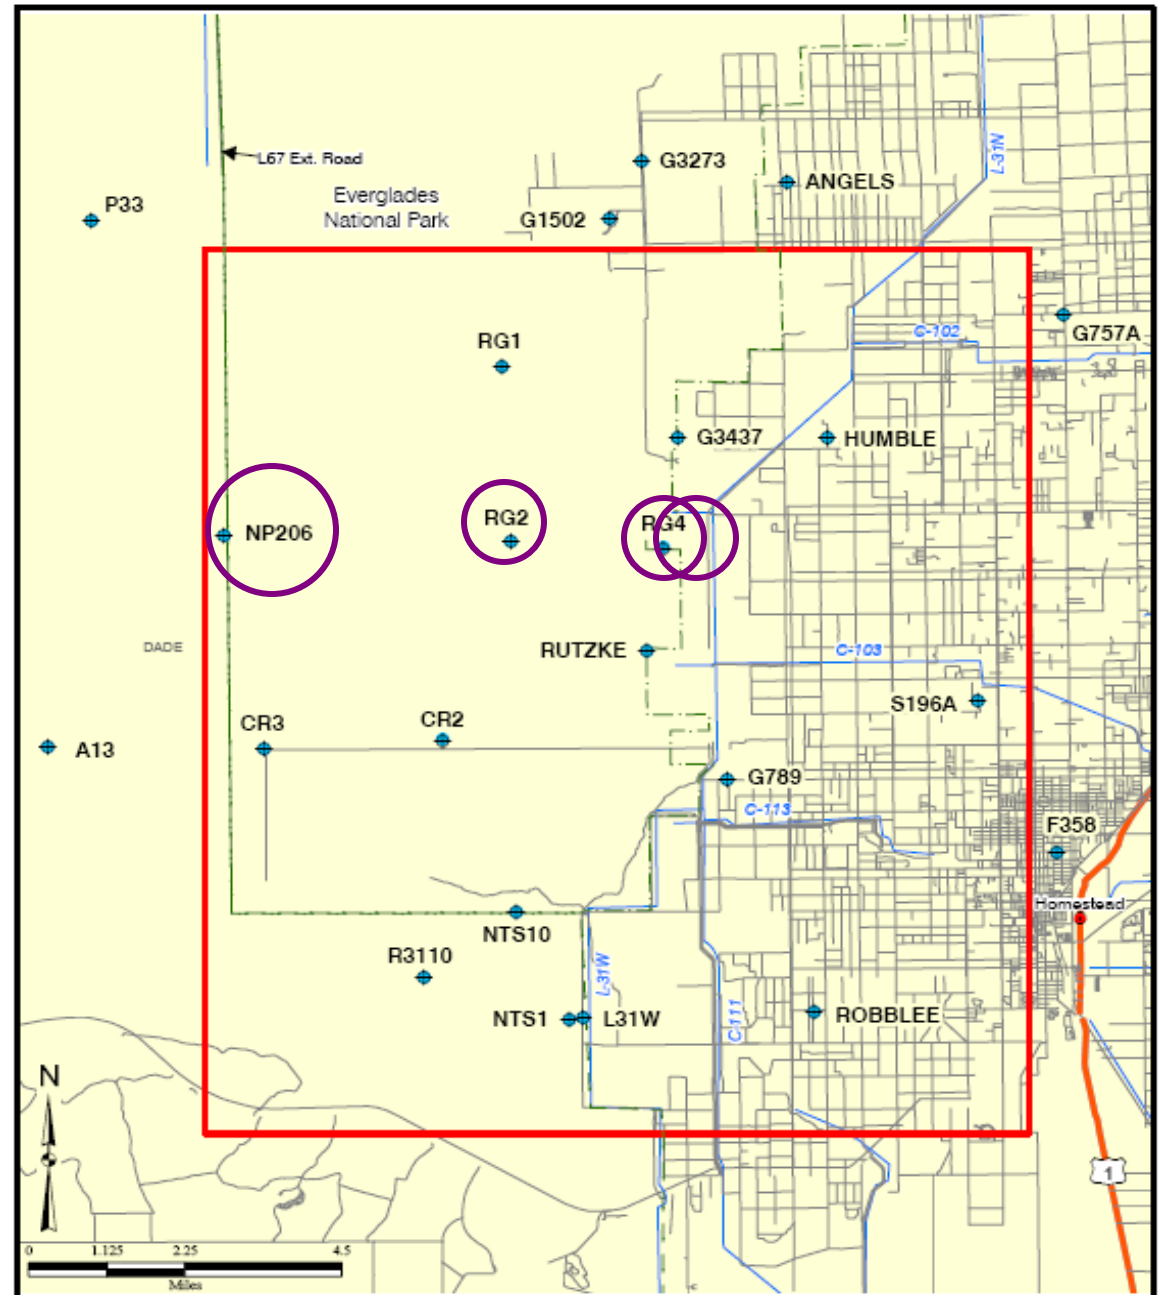 L67 Ext. Road
L-31N
G3273
ANGELS
Everglades
National Park
P33
G1502
G757A
C-102
RG1
G3437
HUMBLE
RG2
RG4
NP206
DADE
RUTZKE
C-103
S196A
CR3
CR2
A13
G789
C-113
F358
Homestead
NTS10
R3110
L-31W
NTS1
L31W
C-111
ROBBLEE
N
1
0 1.125 2.25 4.5
Miles